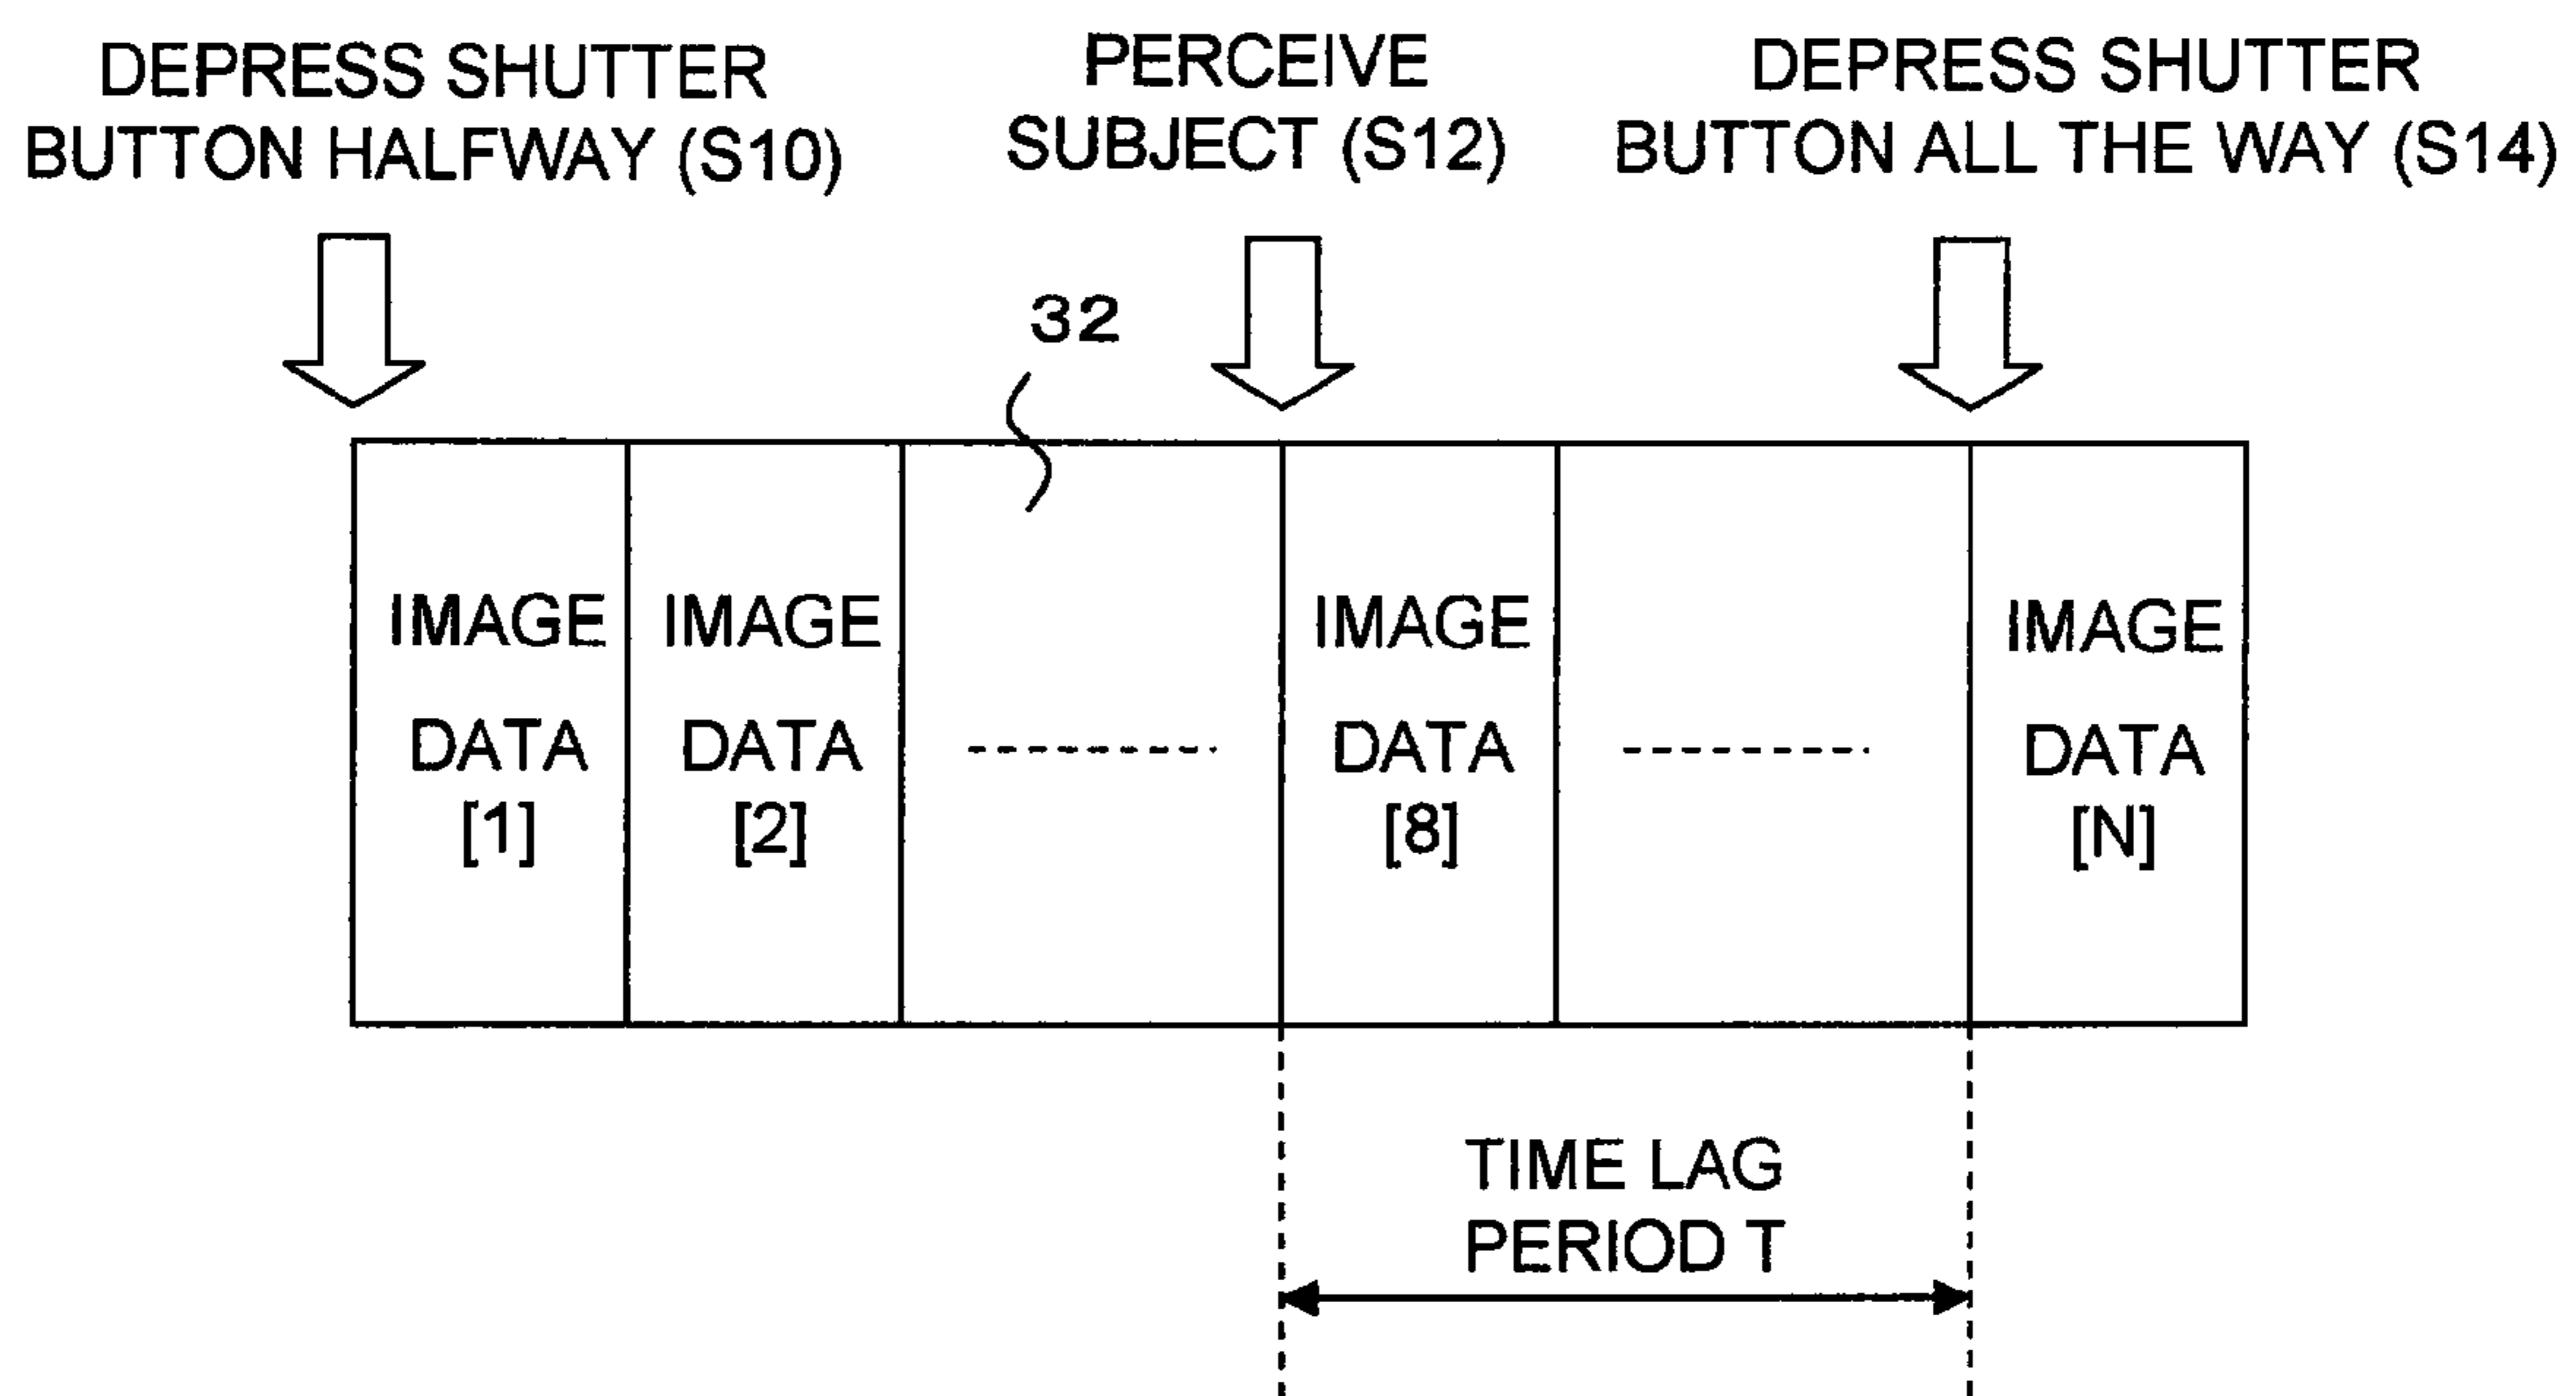 DEPRESS SHUTTER
BUTTON HALFWAY (S10)
PERCEIVE
SUBJECT (S12)
DEPRESS SHUTTER
BUTTON ALL THE WAY (S14)
32
IMAGE
DATA
[1]
IMAGE
DATA
[2]
IMAGE
DATA
[8]
IMAGE
DATA
[N]
TIME LAG
PERIOD T